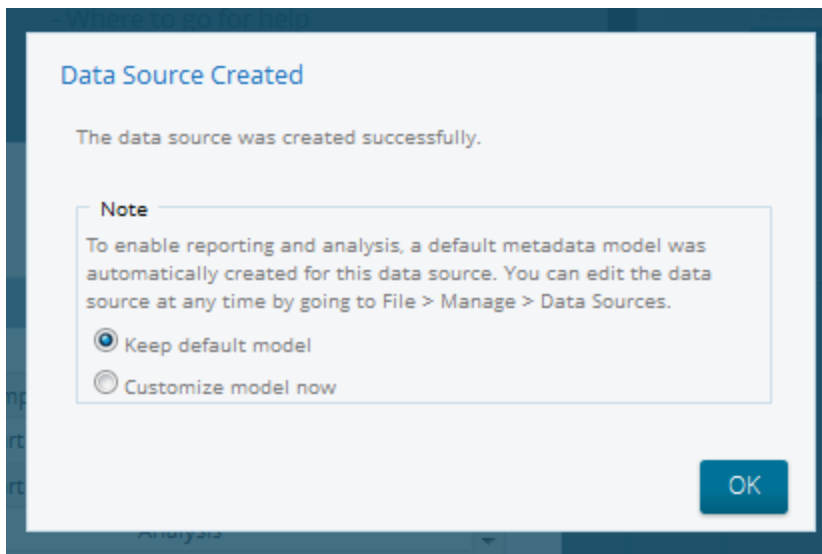 - Where to go for help
Data Source Created
The data source was created successfully.
Note
To enable reporting and analysis, a default metadata model was
automatically created for this data source. You can edit the data
source at any time by going to File > Manage > Data Sources.
Keep default model
Customize model now
OK
Analysis